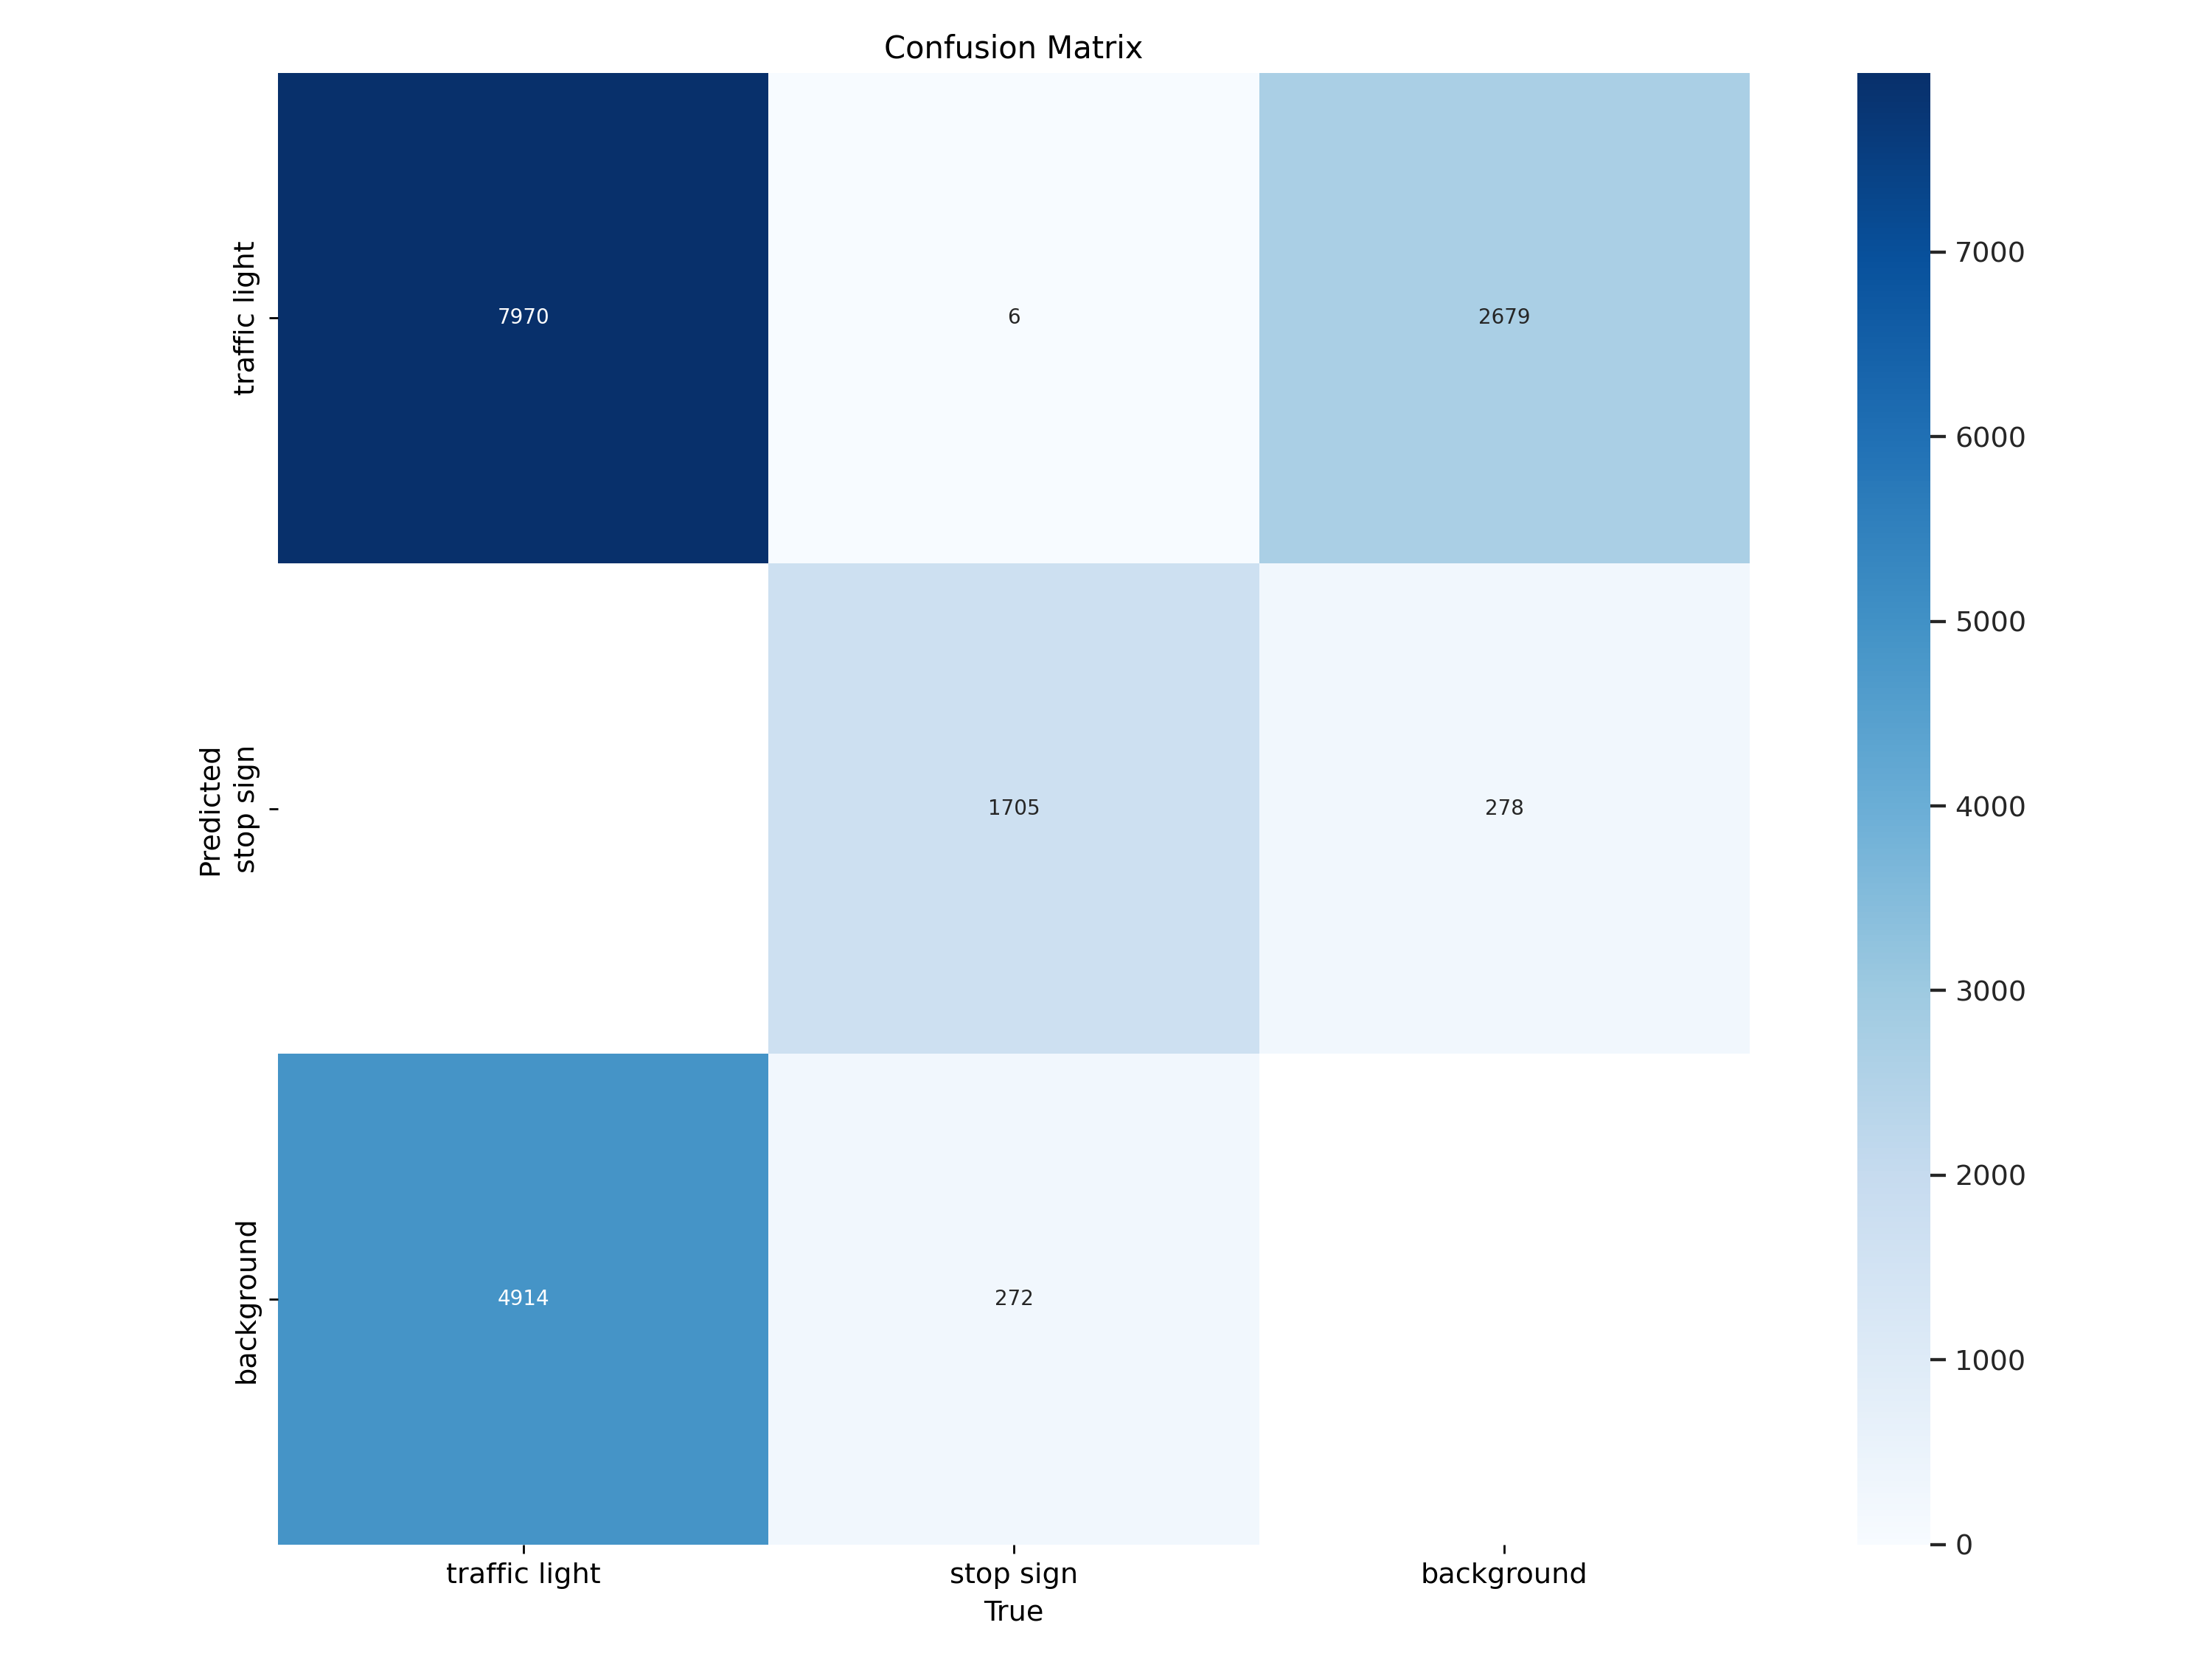 Confusion Matrix
traffic light
7970
6
2679
Predicted
stop sign
1705
278
background
4914
272
traffic light
stop sign
background
True
7000
6000
5000
4000
3000
2000
1000
0